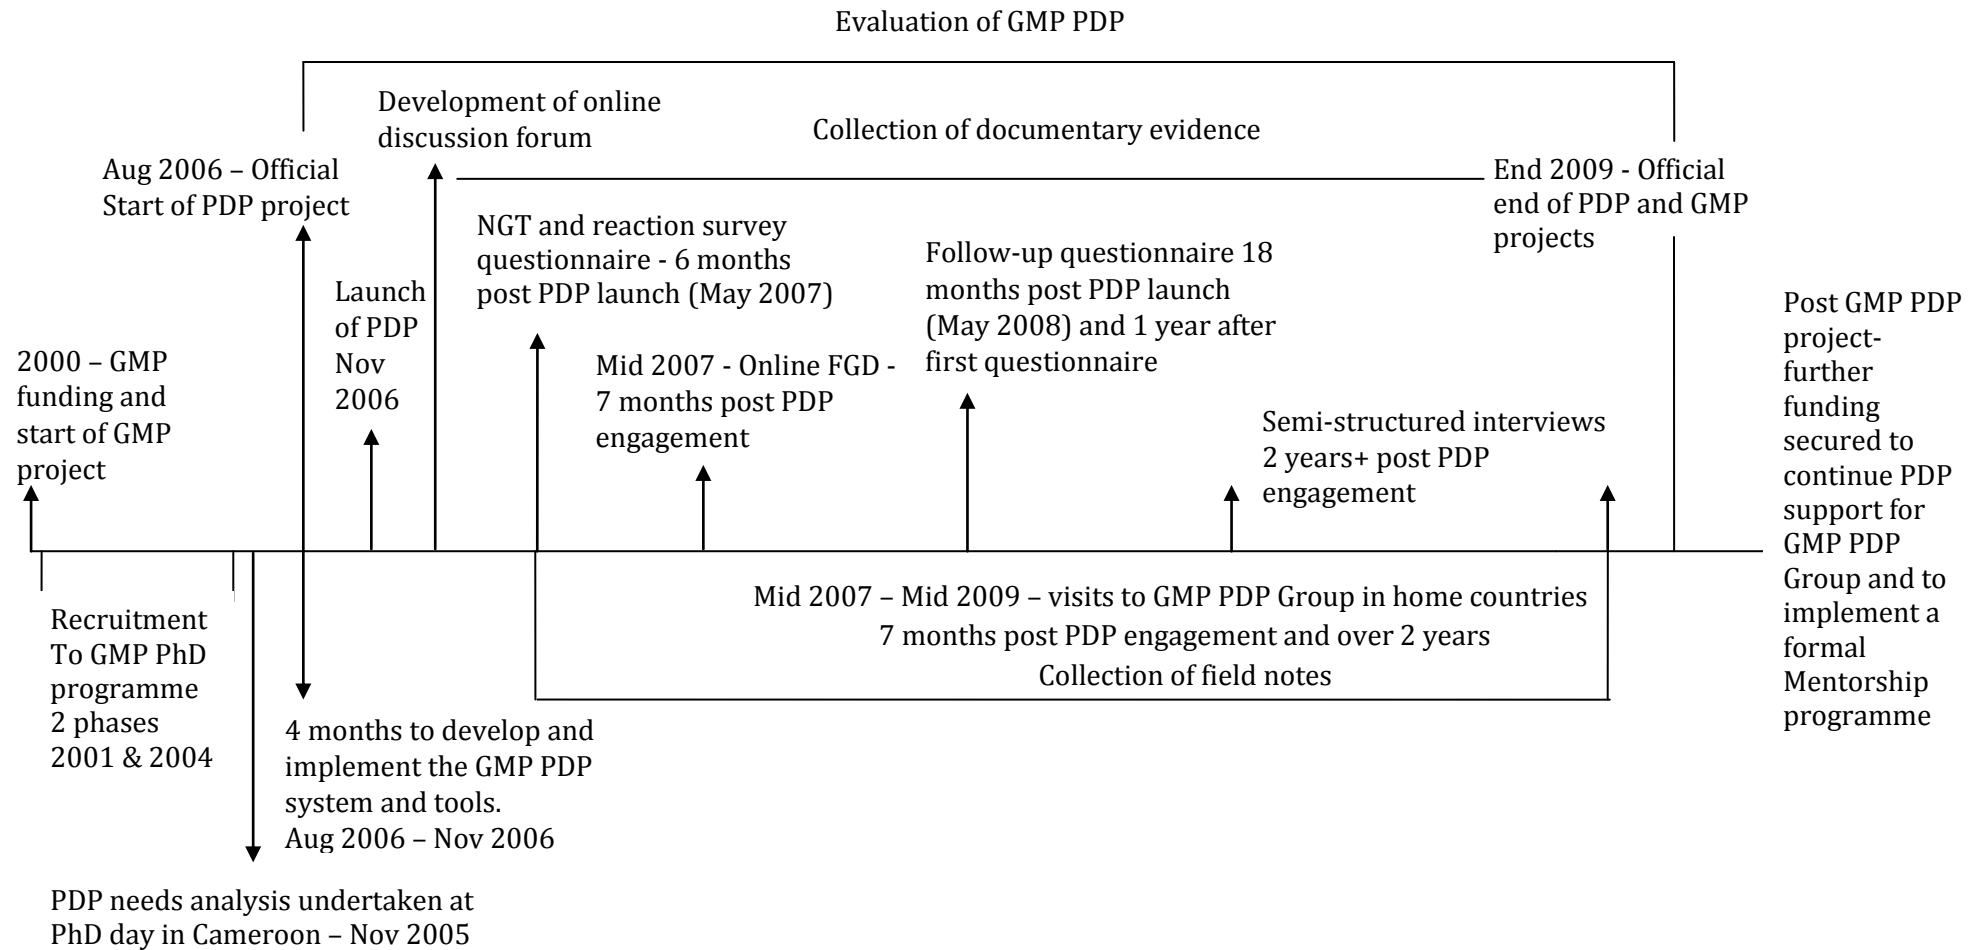 Evaluation of GMP PDP
Development of online
discussion forum
Collection of documentary evidence
Aug 2006 – Official
Start of PDP project
End 2009 - Official
end of PDP and GMP
projects
NGT and reaction survey
questionnaire - 6 months
post PDP launch (May 2007)
Follow-up questionnaire 18
months post PDP launch
(May 2008) and 1 year after
first questionnaire
Launch
of PDP
Nov
2006
Post GMP PDP
project-
further
funding
secured to
continue PDP
support for
GMP PDP
Group and to
implement a
formal
Mentorship
programme
2000 – GMP
funding and
start of GMP
project
Mid 2007 - Online FGD -
7 months post PDP
engagement
Semi-structured interviews
2 years+ post PDP
engagement
Mid 2007 – Mid 2009 – visits to GMP PDP Group in home countries
7 months post PDP engagement and over 2 years
Collection of field notes
Recruitment
To GMP PhD
programme
2 phases
2001 & 2004
4 months to develop and
implement the GMP PDP
system and tools.
Aug 2006 – Nov 2006
PDP needs analysis undertaken at
PhD day in Cameroon – Nov 2005